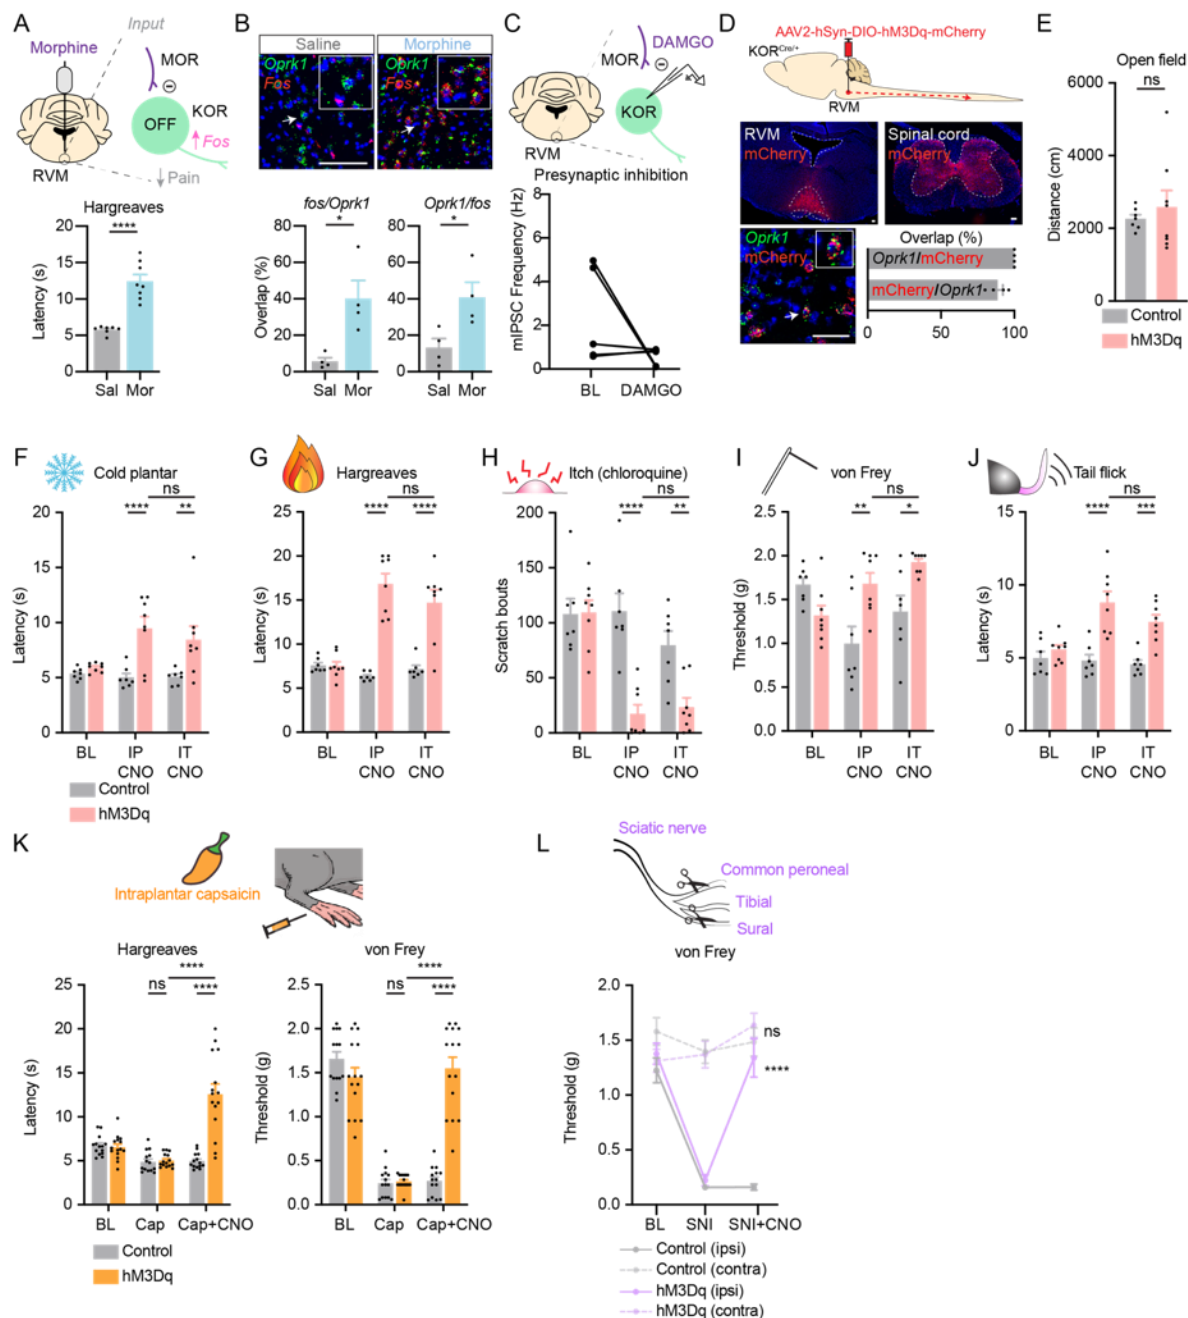 A
Input
Morphine
MOR
OFF
KOR
↑ Fos
RVM
↓ Pain
Hargreaves
****
Latency (s)
20
15
10
5
0
Sal Mor
B
Saline
Morphine
Oprk1
Fos
Oprk1
Fos
fos/Oprk1
Oprk1/fos
*
*
Overlap (%)
80
60
40
20
0
80
60
40
20
0
Sal Mor
Sal Mor
C
DAMGO
MOR
KOR
RVM
Presynaptic inhibition
mIPSC Frequency (Hz)
8
6
4
2
0
BL DAMGO
D
AAV2-hSyn-DIO-hM3Dq-mCherry
KORCre/+
RVM
RVM
mCherry
Spinal cord
mCherry
Oprk1
mCherry
Overlap (%)
Oprk1/mCherry
mCherry/Oprk1
0 50 100
E
Open field
ns
Distance (cm)
6000
4000
2000
0
Control
hM3Dq
F
Cold plantar
ns
**** **
Latency (s)
20
15
10
5
0
BL IP IT
CNO CNO
Control
hM3Dq
G
Hargreaves
ns
**** ****
Latency (s)
25
20
15
10
5
0
BL IP IT
CNO CNO
H
Itch (chloroquine)
ns
**** **
Scratch bouts
200
150
100
50
0
BL IP IT
CNO CNO
I
von Frey
ns
** *
Threshold (g)
2.5
2.0
1.5
1.0
0.5
0.0
BL IP IT
CNO CNO
J
Tail flick
ns
**** ***
Latency (s)
15
10
5
0
BL IP IT
CNO CNO
K
Intraplantar capsaicin
Hargreaves
****
ns ****
Latency (s)
25
20
15
10
5
0
BL Cap Cap+CNO
Control
hM3Dq
von Frey
****
ns ****
Threshold (g)
2.5
2.0
1.5
1.0
0.5
0.0
BL Cap Cap+CNO
L
Sciatic nerve
Common peroneal
Tibial
Sural
von Frey
ns
****
Threshold (g)
2.0
1.5
1.0
0.5
0.0
BL SNI SNI+CNO
Control (ipsi)
Control (contra)
hM3Dq (ipsi)
hM3Dq (contra)